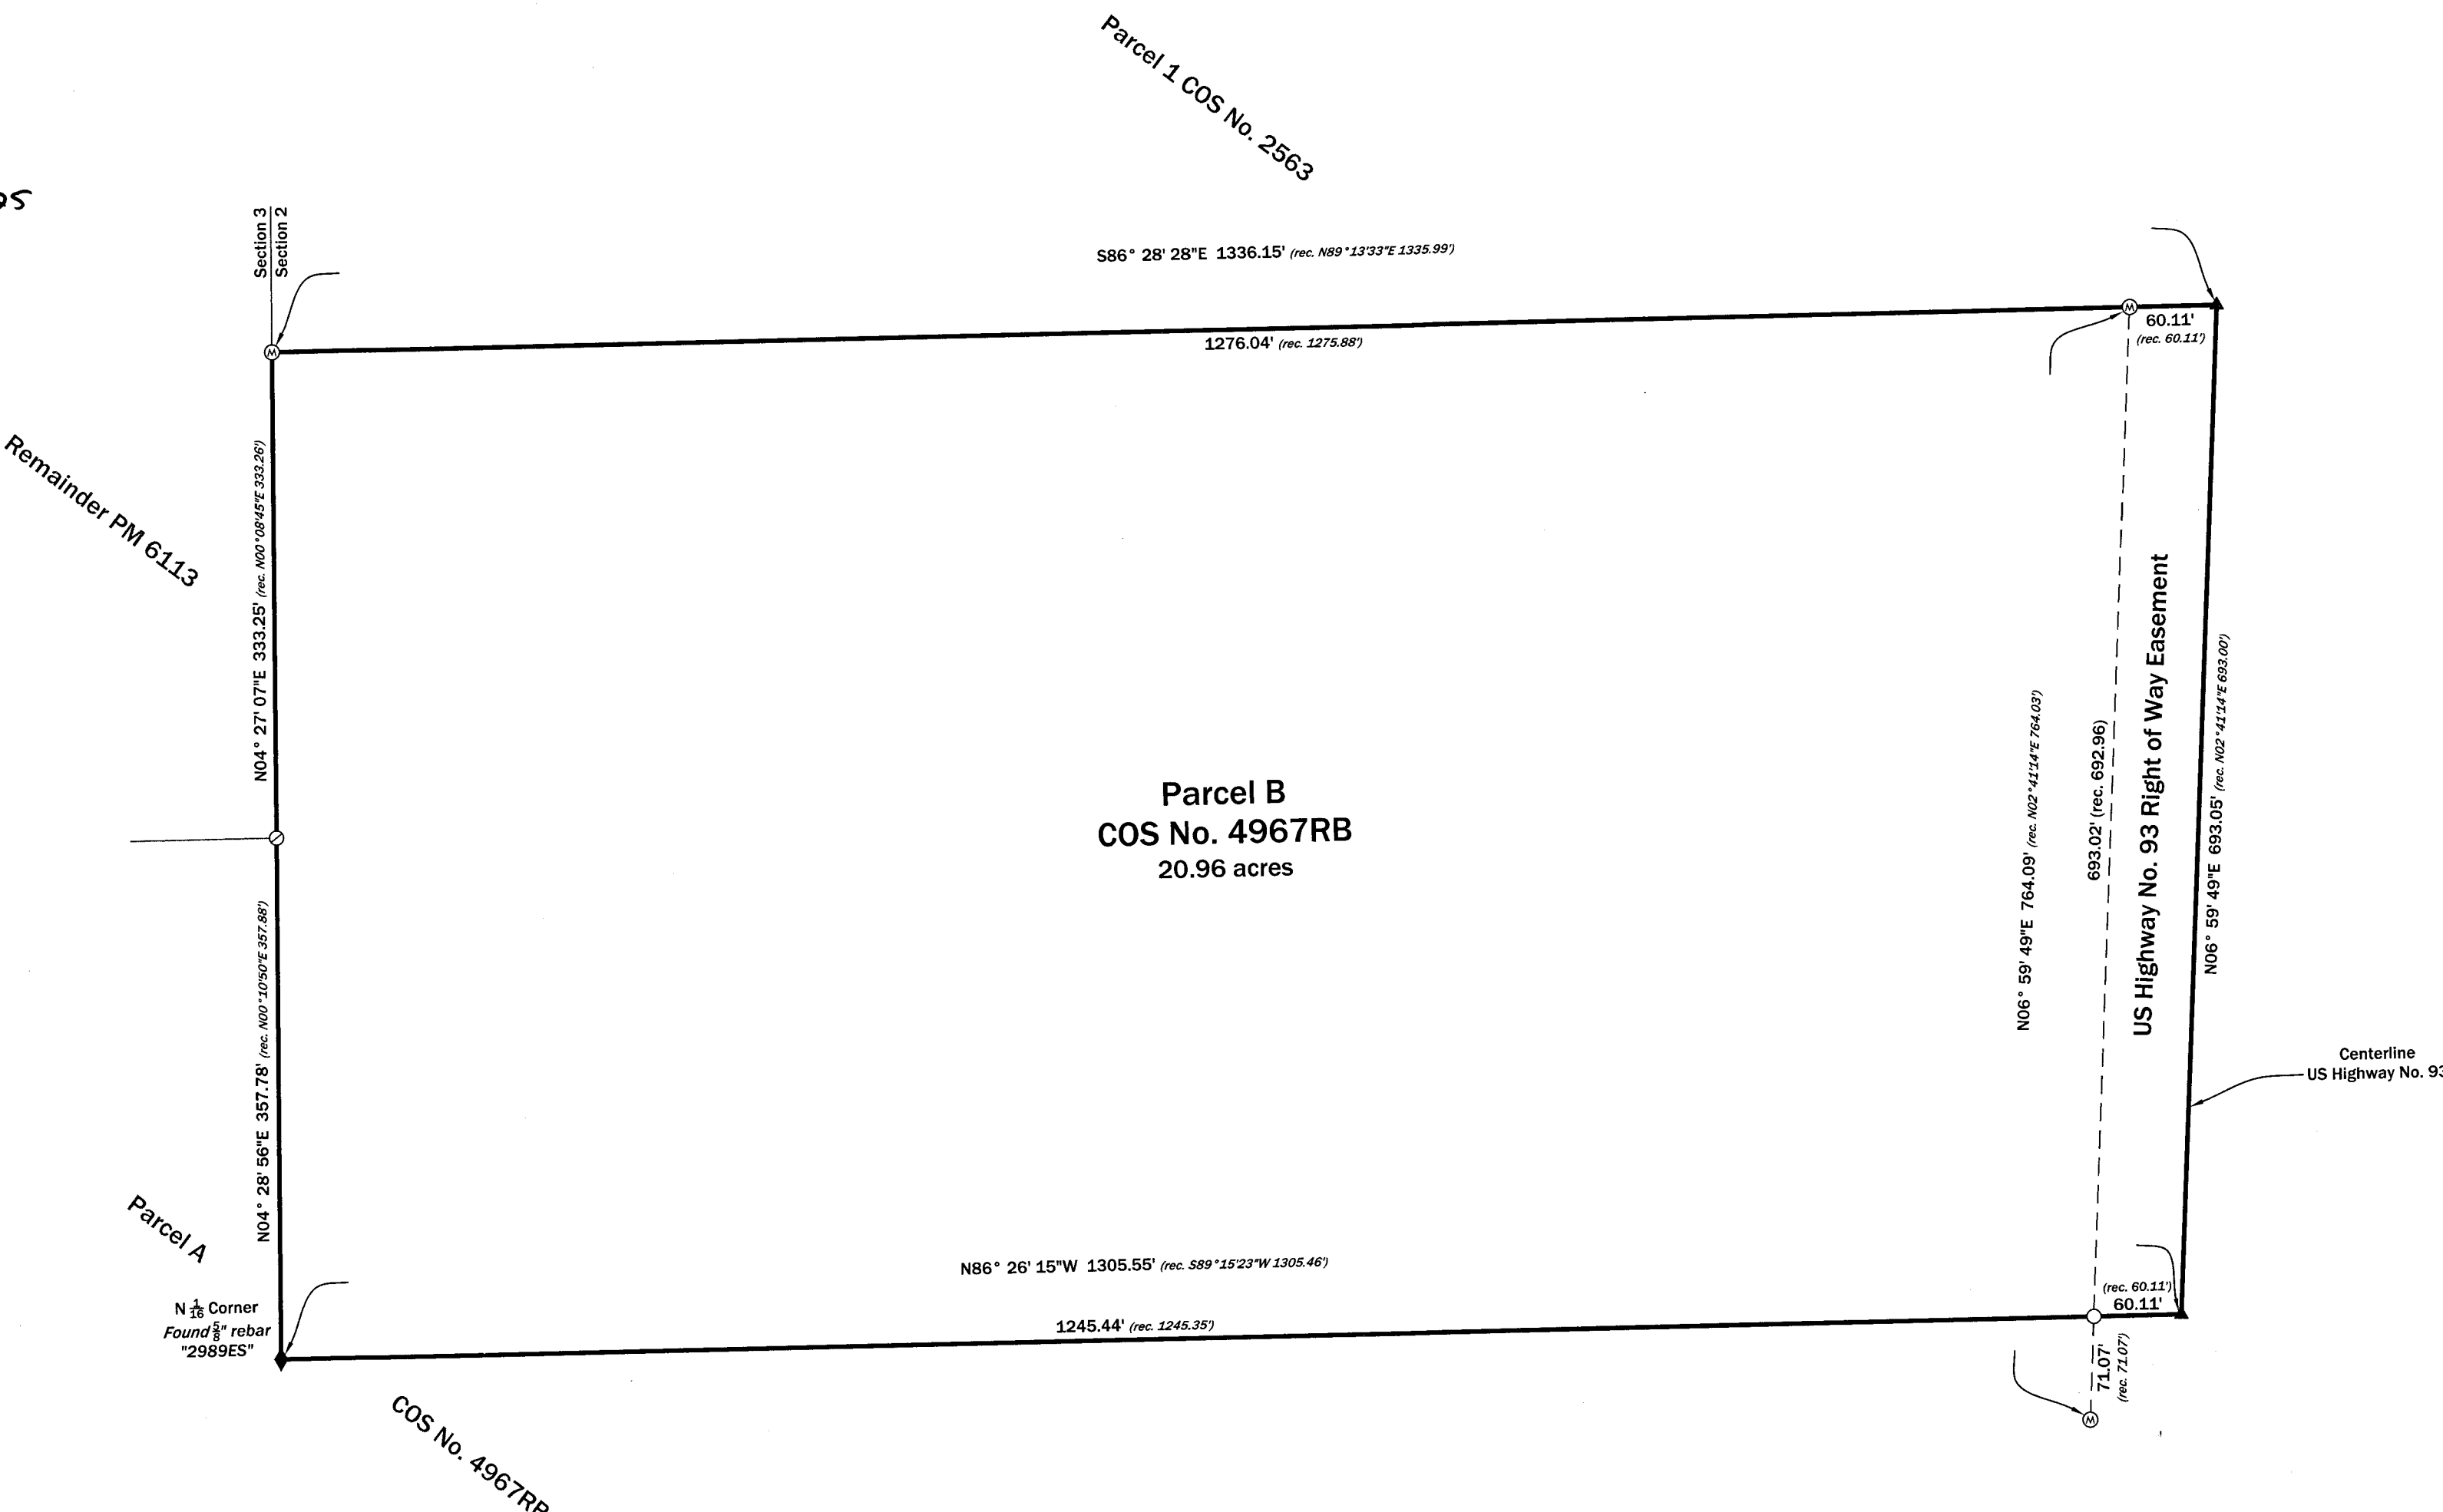 Parcel 1 COS No. 2563
Section 3
Section 2
S86° 28' 28"E 1336.15' (rec. N89°13'33"E 1335.99')
60.11'
(rec. 60.11')
1276.04' (rec. 1275.88')
Remainder PM 6113
N04° 27' 07"E 333.25' (rec. N00°08'45"E 333.26')
M
M
Parcel B
COS No. 4967RB
20.96 acres
N06° 59' 49"E 764.09' (rec. N02°41'14"E 764.03')
693.02' (rec. 692.96)
US Highway No. 93 Right of Way Easement
N06° 59' 49"E 693.05' (rec. N02°41'14"E 693.00')
Centerline
US Highway No. 93
N04° 28' 56"E 357.78' (rec. N00°10'50"E 357.88')
Parcel A
N 1/16 Corner
Found 5/8" rebar
"2989ES"
N86° 26' 15"W 1305.55' (rec. S89°15'23"W 1305.46')
1245.44' (rec. 1245.35')
(rec. 60.11')
60.11'
71.07'
(rec. 71.07')
M
COS No. 4967RB